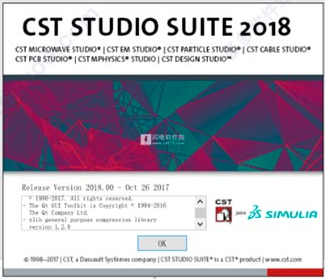 CST STUDIO SUITE 2018
CST MICROWAVE STUDIO® | CST EM STUDIO® | CST PARTICLE STUDIO® | CST CABLE STUDIO®
CST PCB STUDIO® | CST MPHYSICS® STUDIO | CST DESIGN STUDIO™
闪电软件园
Release Version 2018.00 - Oct 26 2017
© 1986-2017. All rights reserved.
- The Qt GUI Toolkit is Copyright © 1994-2016
The Qt Company Ltd.
- zlib general purpose compression library
version 1.2.8
CST join SIMULIA
OK
© 1998–2017 | CST, a Dassault Systèmes company | CST STUDIO SUITE® is a CST® product | www.cst.com